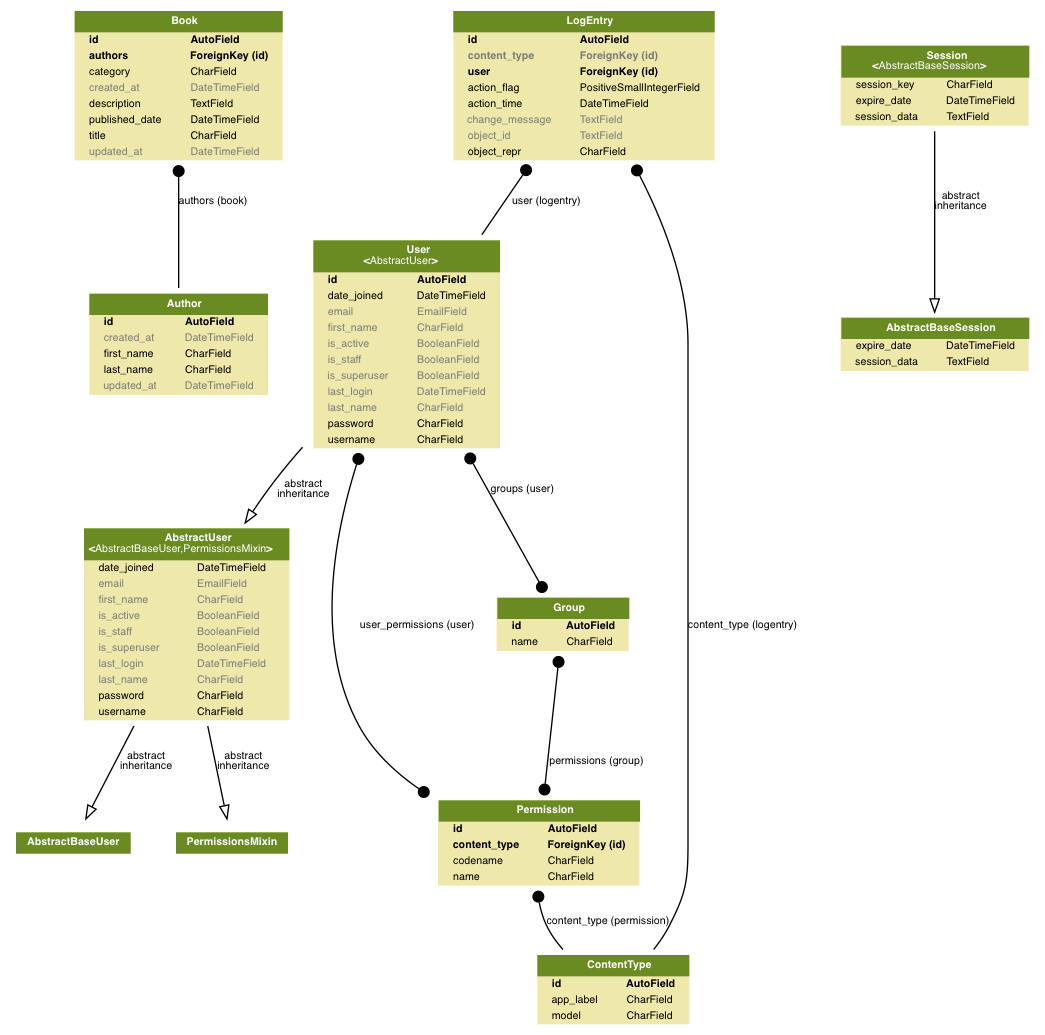 Book
id AutoField
authors ForeignKey (id)
category CharField
created_at DateTimeField
description TextField
published_date DateTimeField
title CharField
updated_at DateTimeField
authors (book)
Author
id AutoField
created_at DateTimeField
first_name CharField
last_name CharField
updated_at DateTimeField
LogEntry
id AutoField
content_type ForeignKey (id)
user ForeignKey (id)
action_flag PositiveSmallIntegerField
action_time DateTimeField
change_message TextField
object_id TextField
object_repr CharField
user (logentry)
content_type (logentry)
Session
<AbstractBaseSession>
session_key CharField
expire_date DateTimeField
session_data TextField
abstract
inheritance
AbstractBaseSession
expire_date DateTimeField
session_data TextField
User
<AbstractUser>
id AutoField
date_joined DateTimeField
email EmailField
first_name CharField
is_active BooleanField
is_staff BooleanField
is_superuser BooleanField
last_login DateTimeField
last_name CharField
password CharField
username CharField
abstract
inheritance
groups (user)
user_permissions (user)
AbstractUser
<AbstractBaseUser,PermissionsMixin>
date_joined DateTimeField
email EmailField
first_name CharField
is_active BooleanField
is_staff BooleanField
is_superuser BooleanField
last_login DateTimeField
last_name CharField
password CharField
username CharField
abstract
inheritance
abstract
inheritance
AbstractBaseUser
PermissionsMixin
Group
id AutoField
name CharField
permissions (group)
Permission
id AutoField
content_type ForeignKey (id)
codename CharField
name CharField
content_type (permission)
ContentType
id AutoField
app_label CharField
model CharField